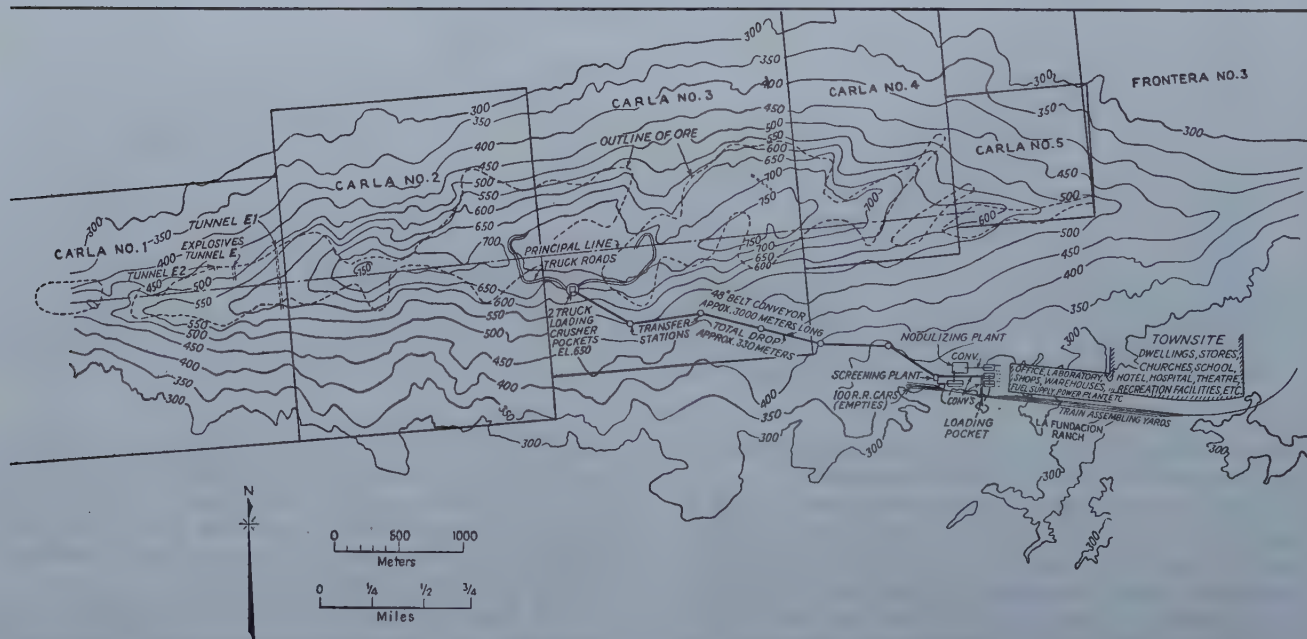 CARLA NO. 1
CARLA NO. 2
CARLA NO. 3
CARLA NO. 4
CARLA NO. 5
FRONTERA NO. 3
OUTLINE OF ORE
TUNNEL E1
EXPLOSIVES
TUNNEL E
TUNNEL E2
PRINCIPAL LINE
TRUCK ROADS
2 TRUCK
LOADING
CRUSHER
POCKETS
EL. 650
TRANSFER
STATIONS
48" BELT CONVEYOR
APPOX. 3000 METERS LONG
TOTAL DROP
APPROX. 330 METERS
NODULIZING PLANT
CONV.
SCREENING PLANT
100 R.R. CARS
(EMPTIES)
CONV'S
LOADING
POCKET
OFFICE, LABORATORY,
SHOPS, WAREHOUSES,
FUEL SUPPLY, POWER PLANT, ETC
TOWNSITE
DWELLINGS, STORES,
CHURCHES, SCHOOL,
HOTEL, HOSPITAL, THEATRE,
RECREATION FACILITIES, ETC
TRAIN ASSEMBLING YARDS
LA FUNDACION
RANCH
300
350
400
450
500
550
600
650
700
750
N
0 500 1000
Meters
0 1/4 1/2 3/4
Miles